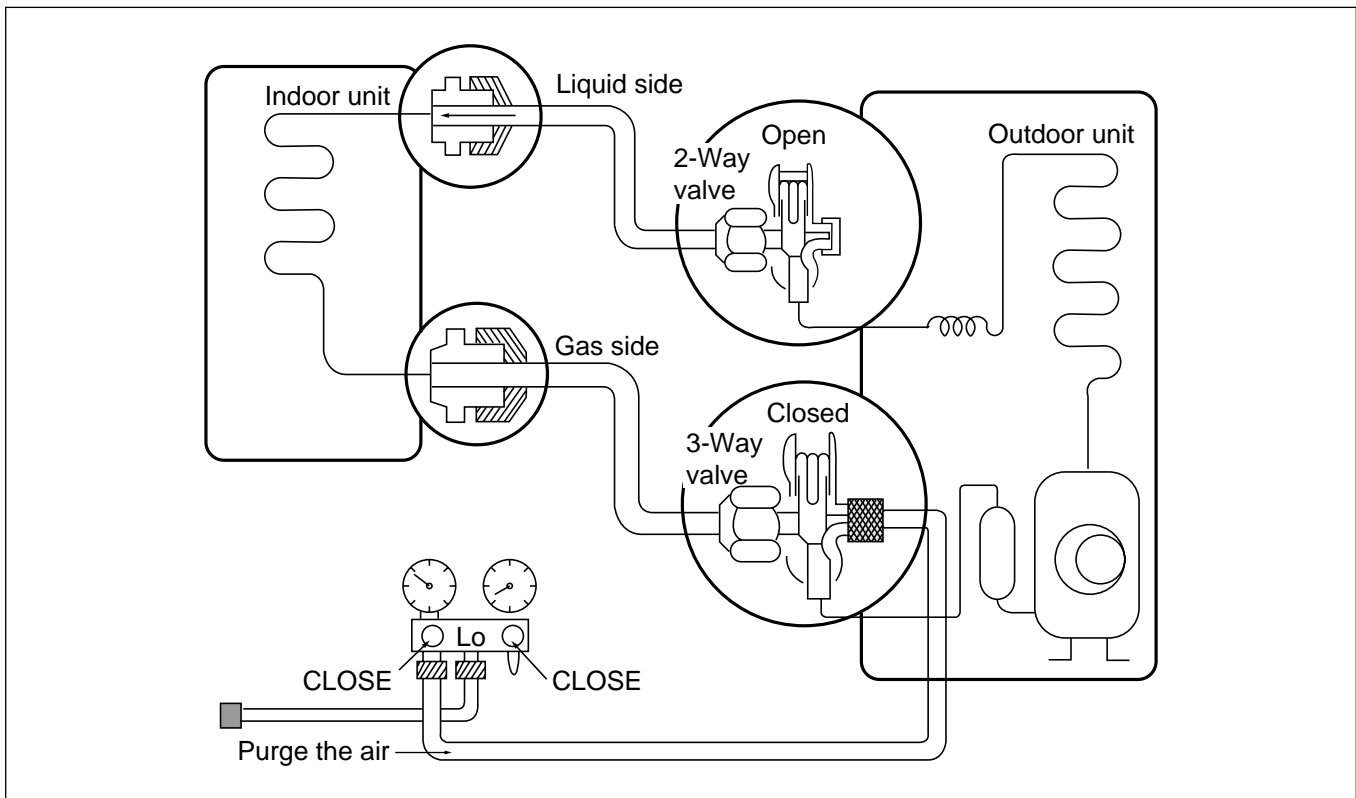 Indoor unit
Liquid side
Open
2-Way
valve
Outdoor unit
Gas side
Closed
3-Way
valve
Lo
CLOSE
CLOSE
Purge the air